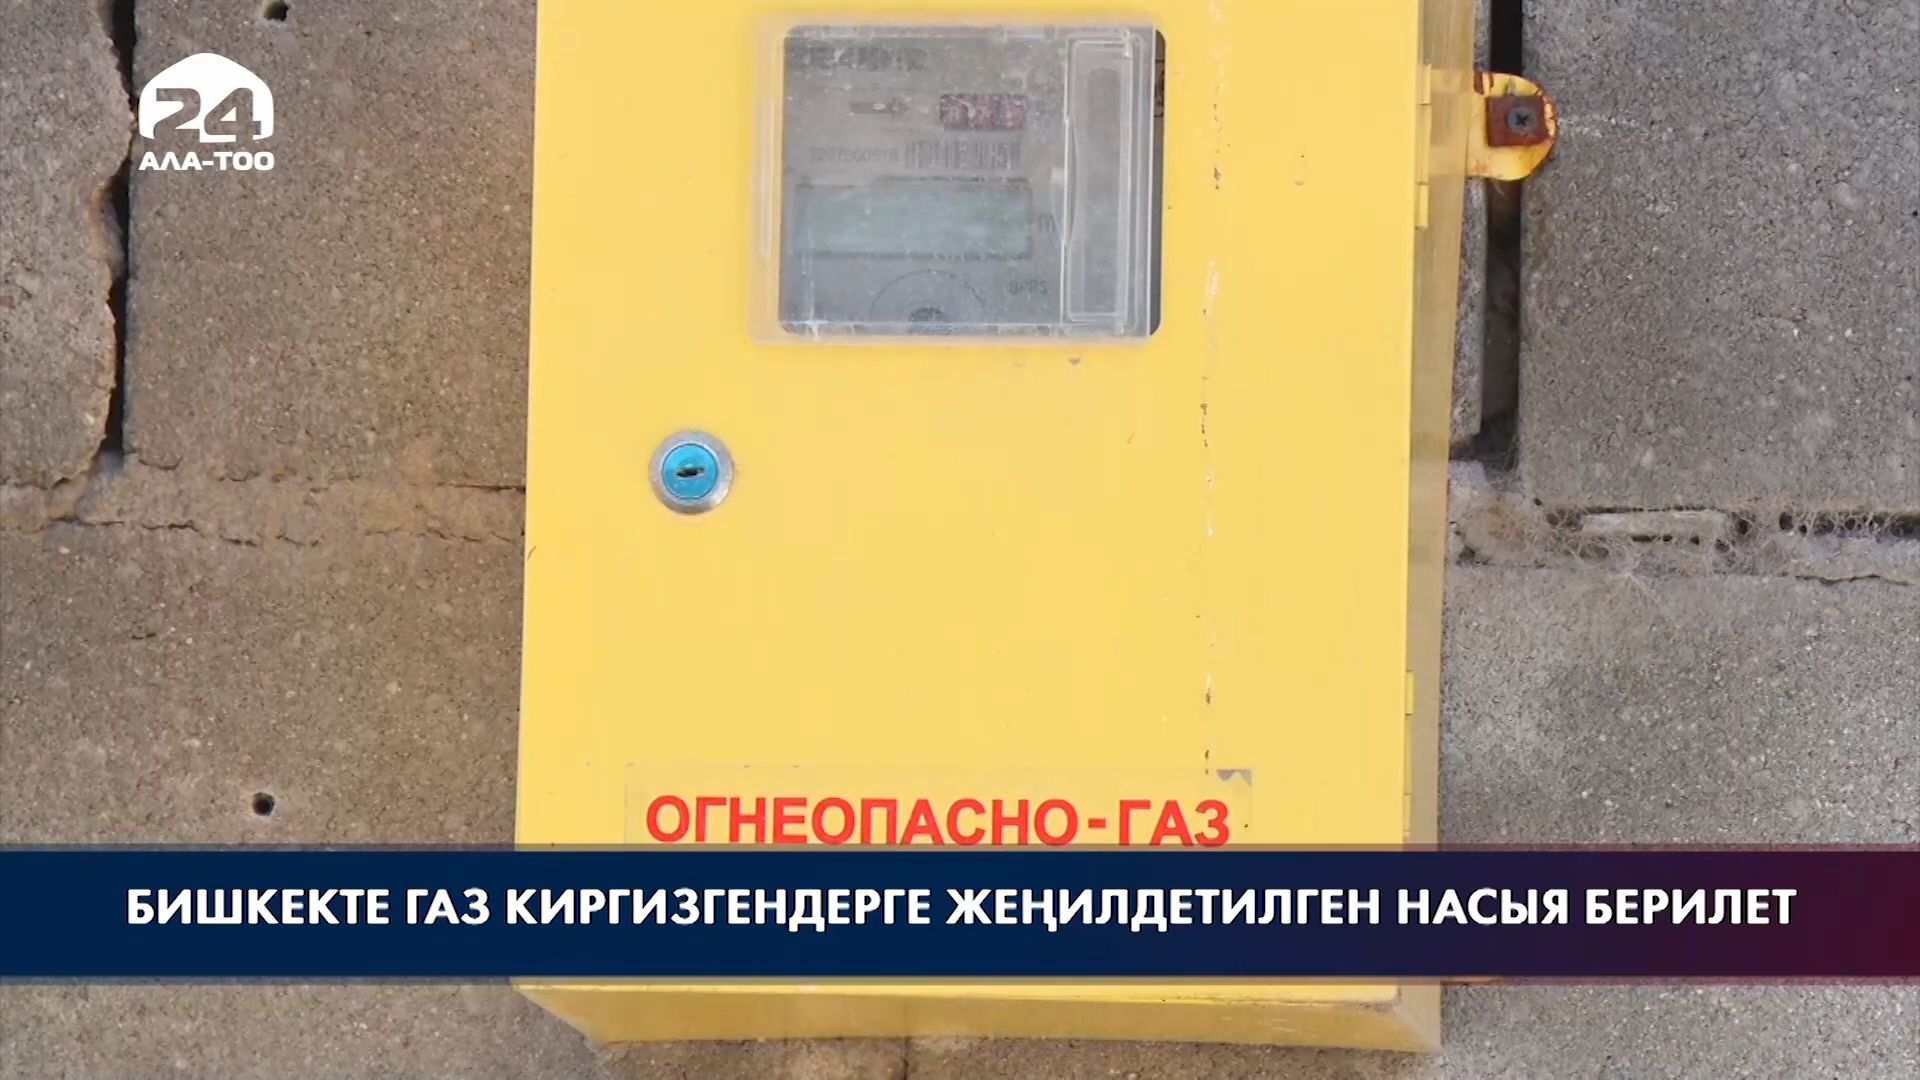 24
АЛА-ТОО
ОГНЕОПАСНО-ГАЗ
БИШКЕКТЕ ГАЗ КИРГИЗГЕНДЕРГЕ ЖЕҢИЛДЕТИЛГЕН НАСЫЯ БЕРИЛЕТ